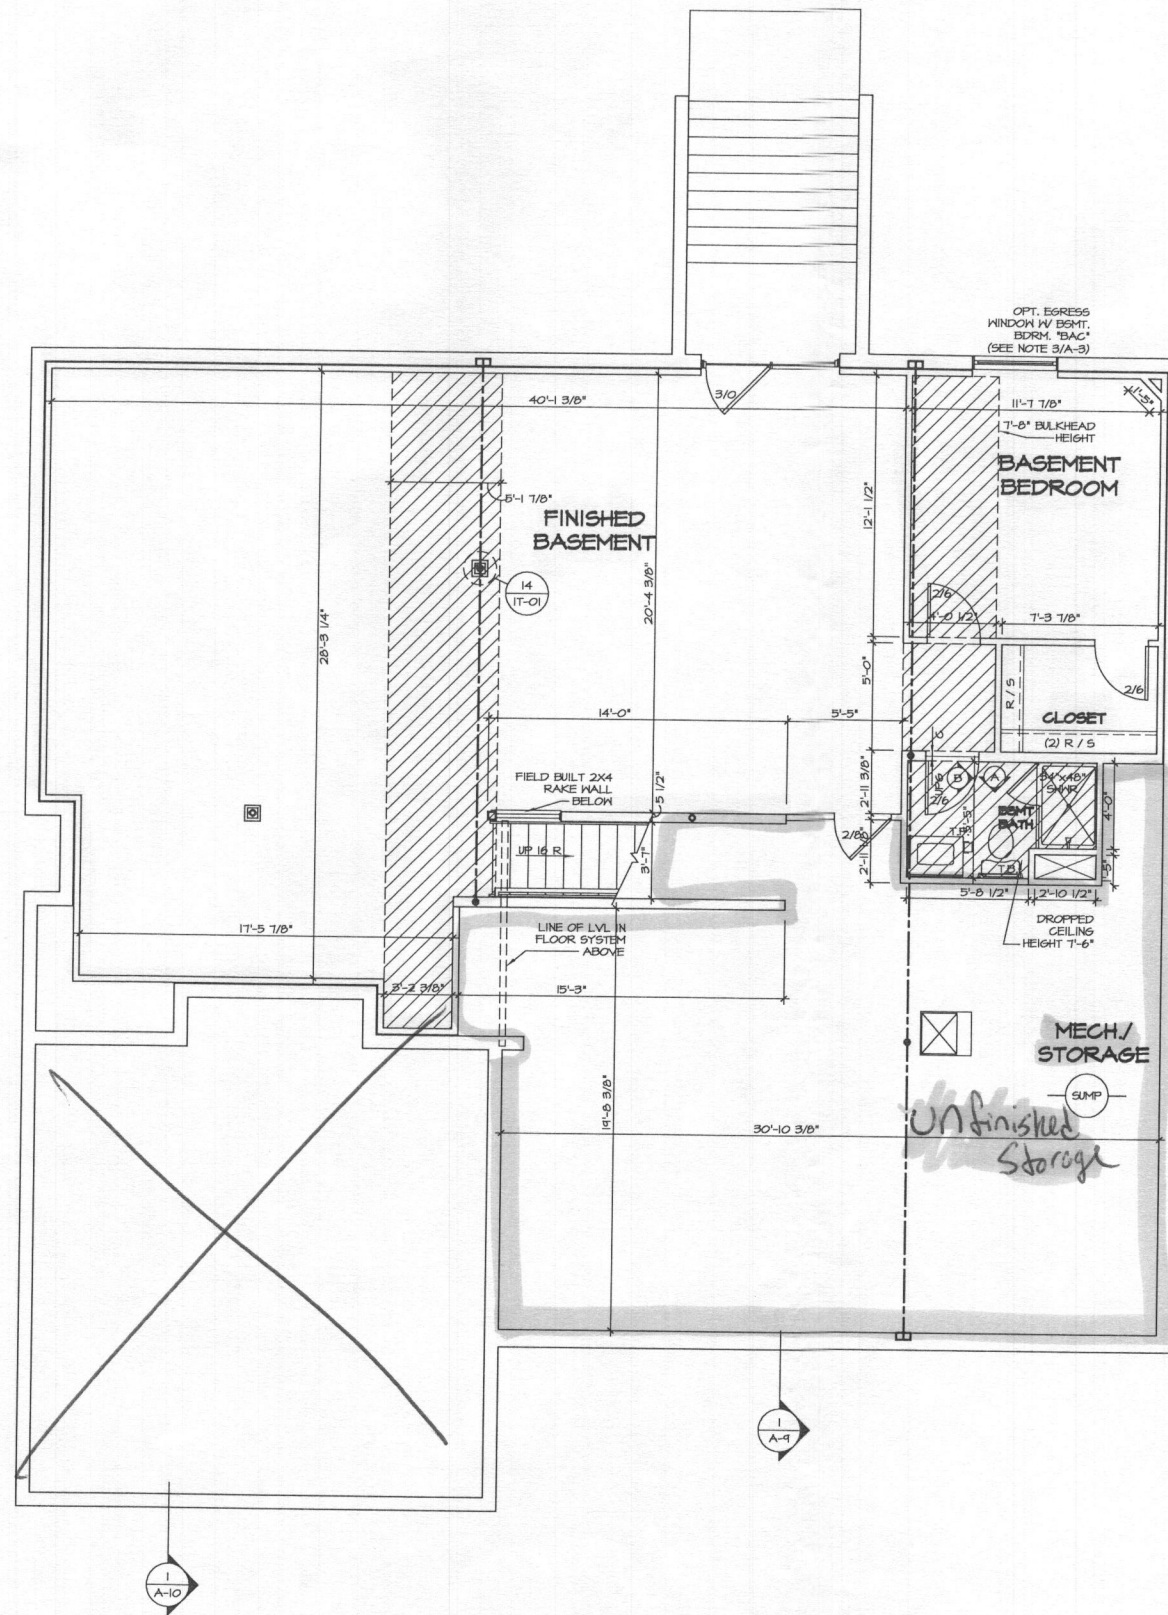 OPT. EGRESS
WINDOW W/ BSMT.
BDRM. "BAC"
(SEE NOTE 3/A-3)
3/0
40'-1 3/8"
11'-7 7/8"
1'-5"
7'-8" BULKHEAD
HEIGHT
BASEMENT
BEDROOM
5'-1 7/8"
FINISHED
BASEMENT
12'-1 1/2"
14
1T-01
28'-3 1/4"
20'-4 3/8"
2/6
4'-0 1/2"
7'-3 7/8"
5'-0"
R / S
2/6
14'-0"
5'-5"
CLOSET
(2) R / S
FIELD BUILT 2X4
RAKE WALL
BELOW
5 1/2"
2'-11 3/8"
B
A
2/6
34"x48"
SHWR
4'-0"
BSMT
BATH
2/8
UP 16 R
3'-7"
T.B.
1'-5"
5'-8 1/2"
2'-10 1/2"
DROPPED
CEILING
HEIGHT 7'-6"
17'-5 7/8"
LINE OF LVL IN
FLOOR SYSTEM
ABOVE
3'-2 3/8"
15'-3"
MECH./
STORAGE
SUMP
19'-8 3/8"
30'-10 3/8"
Unfinished
Storage
1
A-9
1
A-10